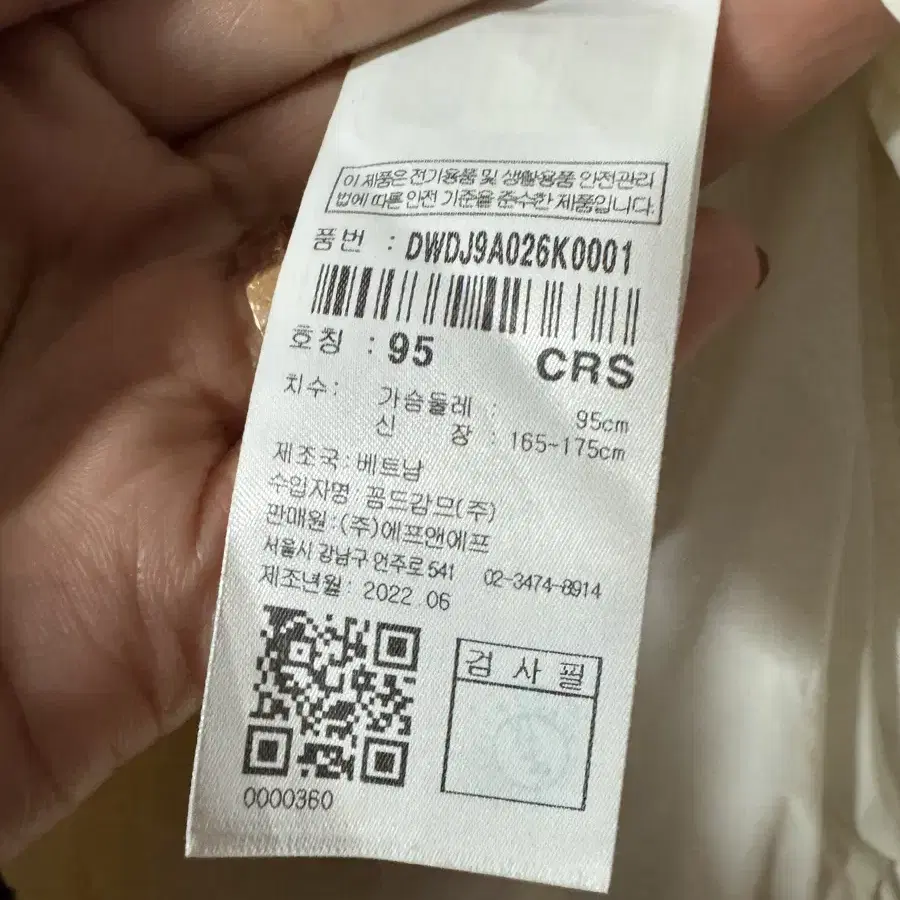 이 제품은 전기용품 및 생활용품 안전관리
법에 따른 안전 기준을 준수한 제품입니다.
품번 : DWDJ9A026K0001
호칭 : 95 CRS
치수: 가슴둘레 : 95cm
신 장 : 165~175cm
제조국: 베트남
수입자명: 꼼드감므(주)
판매원: (주)에프앤에프
서울시 강남구 언주로 541 02-3474-8914
제조년월: 2022.06
검사필
0000360